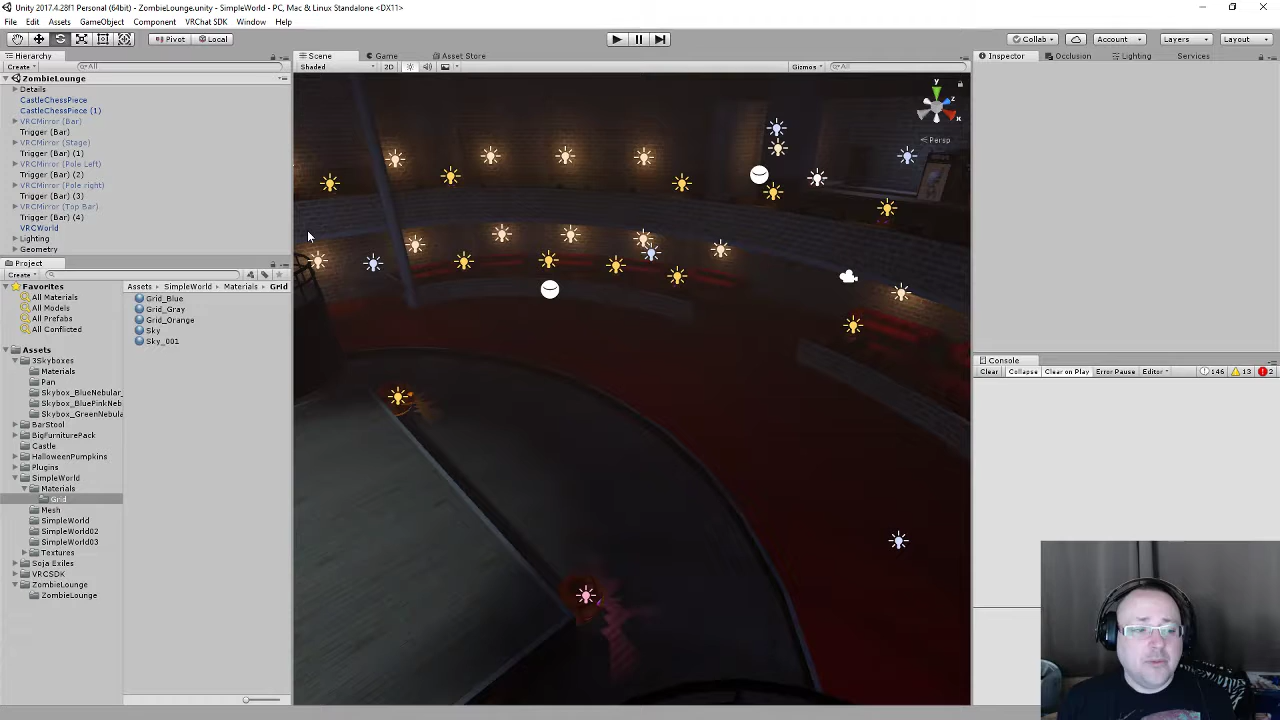 Unity 2017.4.28f1 Personal (64bit) - ZombieLounge.unity - SimpleWorld - PC, Mac & Linux Standalone <DX11>
File Edit Assets GameObject Component VRChat SDK Window Help
Pivot Local Collab Account Layers Layout
Hierarchy
Create All
ZombieLounge
Details
CastleChessPiece
CastleChessPiece (1)
VRCMirror (Bar)
Trigger (Bar)
VRCMirror (Stage)
Trigger (Bar) (1)
VRCMirror (Pole Left)
Trigger (Bar) (2)
VRCMirror (Pole right)
Trigger (Bar) (3)
VRCMirror (Top Bar)
Trigger (Bar) (4)
VRCWorld
Lighting
Geometry
Project
Create
Favorites
All Materials
All Models
All Prefabs
All Conflicted
Assets
3Skyboxes
Materials
Pan
Skybox_BlueNebular_
Skybox_BluePinkNeb
Skybox_GreenNebula
BarStool
BigFurniturePack
Castle
HalloweenPumpkins
Plugins
SimpleWorld
Materials
Grid
Mesh
SimpleWorld
SimpleWorld02
SimpleWorld03
Textures
Soja Exiles
VRCSDK
ZombieLounge
ZombieLounge
Assets SimpleWorld Materials Grid
Grid_Blue
Grid_Gray
Grid_Orange
Sky
Sky_001
Scene Game Asset Store
Shaded 2D Gizmos All
y
z
x
Persp
Inspector Occlusion Lighting Services
Console
Clear Collapse Clear on Play Error Pause Editor 146 13 2